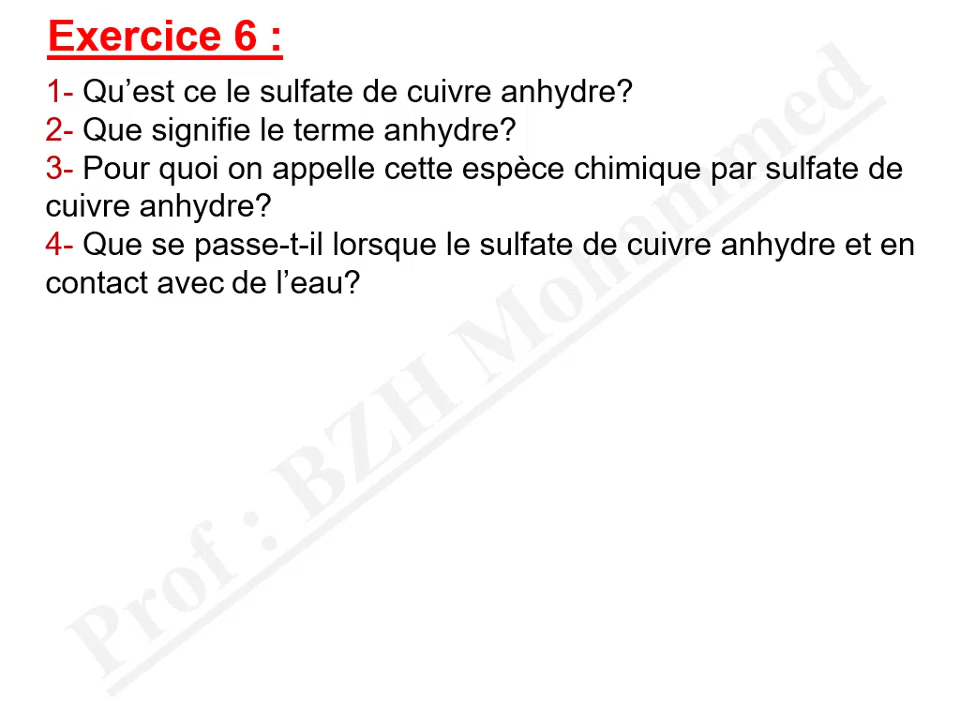 Exercice 6 :
1- Qu’est ce le sulfate de cuivre anhydre?
2- Que signifie le terme anhydre?
3- Pour quoi on appelle cette espèce chimique par sulfate de
cuivre anhydre?
4- Que se passe-t-il lorsque le sulfate de cuivre anhydre et en
contact avec de l’eau?
Prof : BZH Mohammed